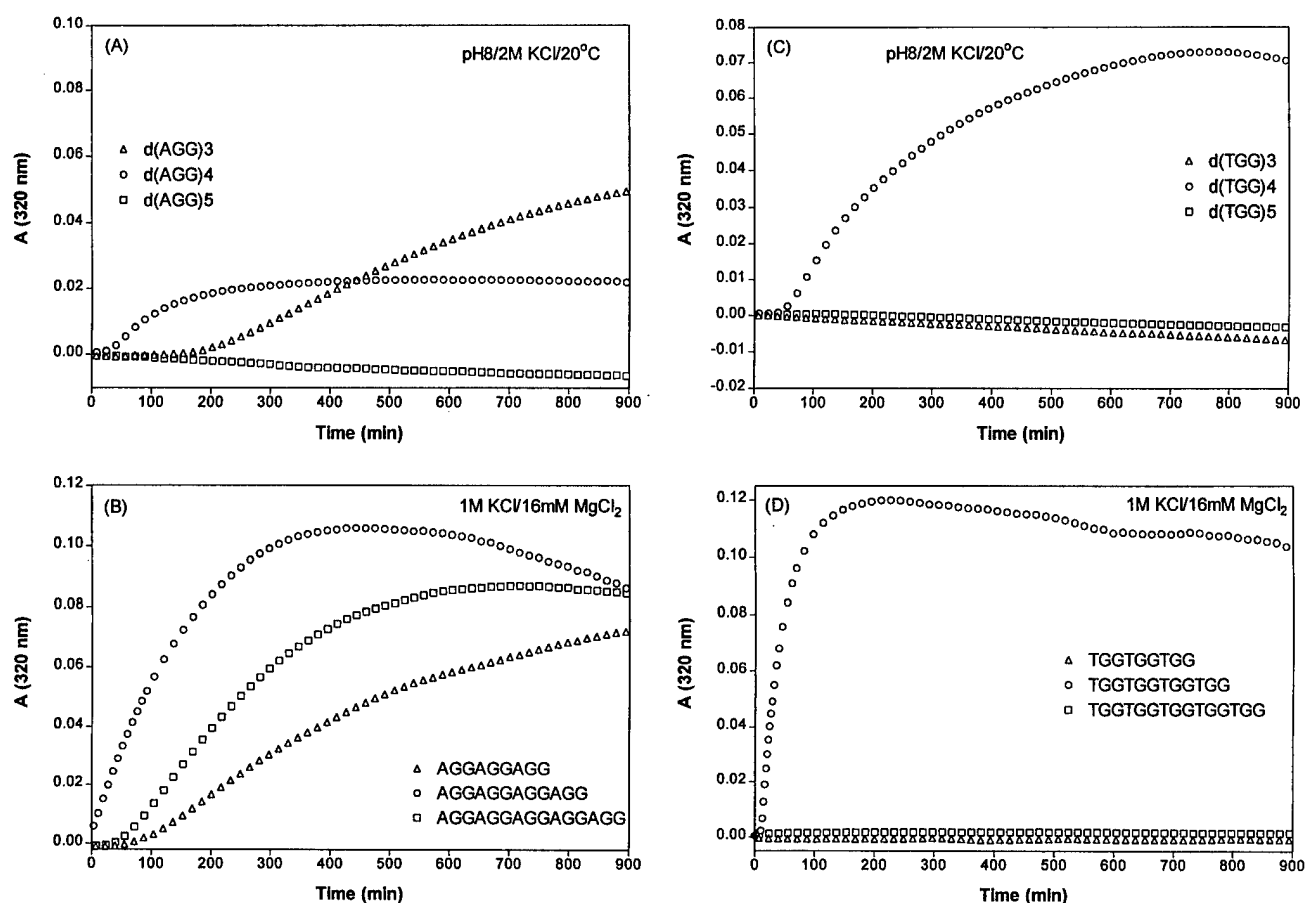 (A)
pH8/2M KCl/20°C
△ d(AGG)3
○ d(AGG)4
□ d(AGG)5
A (320 nm)
0.10
0.08
0.06
0.04
0.02
0.00
0 100 200 300 400 500 600 700 800 900
Time (min)
(C)
pH8/2M KCl/20°C
△ d(TGG)3
○ d(TGG)4
□ d(TGG)5
A (320 nm)
0.08
0.07
0.06
0.05
0.04
0.03
0.02
0.01
0.00
-0.01
-0.02
0 100 200 300 400 500 600 700 800 900
Time (min)
(B)
1M KCl/16mM MgCl₂
△ AGGAGGAGG
○ AGGAGGAGGAGG
□ AGGAGGAGGAGGAGG
A (320 nm)
0.12
0.10
0.08
0.06
0.04
0.02
0.00
0 100 200 300 400 500 600 700 800 900
Time (min)
(D)
1M KCl/16mM MgCl₂
△ TGGTGGTGG
○ TGGTGGTGGTGG
□ TGGTGGTGGTGGTGG
A (320 nm)
0.12
0.10
0.08
0.06
0.04
0.02
0.00
0 100 200 300 400 500 600 700 800 900
Time (min)